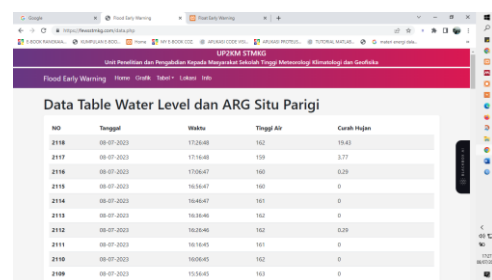 Google
Flood Early Warning
Flood Early Warning
UP2KM STMKG
Unit Penelitian dan Pengabdian Kepada Masyarakat Sekolah Tinggi Meteorologi Klimatologi dan Geofisika
Flood Early Warning Home Grafik Tabel Lokasi Info
Data Table Water Level dan ARG Situ Parigi
NO Tanggal Waktu Tinggi Air Curah Hujan
2118 08-07-2023 17:26:48 162 19.43
2117 08-07-2023 17:16:48 159 3.77
2116 08-07-2023 17:06:47 160 0.29
2115 08-07-2023 16:56:47 160 0
2114 08-07-2023 16:46:47 161 0
2113 08-07-2023 16:36:46 162 0
2112 08-07-2023 16:26:46 162 0.29
2111 08-07-2023 16:16:45 161 0
2110 08-07-2023 16:06:45 162 0
2109 08-07-2023 15:56:45 163 0